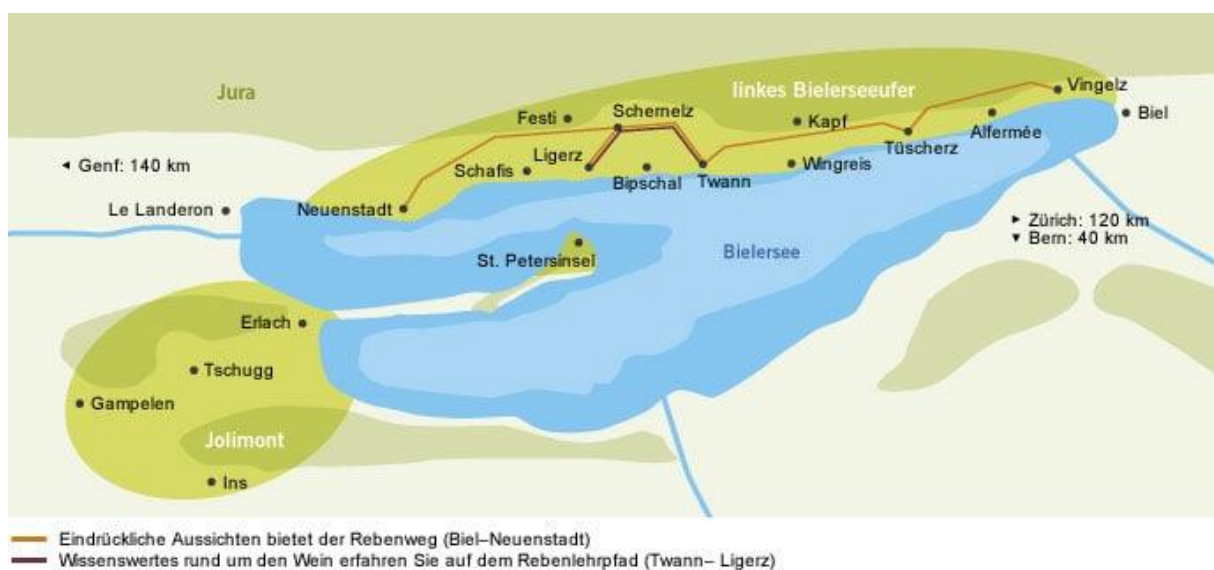 Jura
linkes Bielerseeufer
Vingelz
Festi
Schernelz
Kapf
Alfermée
Biel
Tüscherz
Genf: 140 km
Schafis
Ligerz
Bipschal
Twann
Wingreis
Le Landeron
Neuenstadt
Zürich: 120 km
Bern: 40 km
St. Petersinsel
Bielersee
Erlach
Tschugg
Gampelen
Jolimont
Ins
Eindrückliche Aussichten bietet der Rebenweg (Biel–Neuenstadt)
Wissenswertes rund um den Wein erfahren Sie auf dem Rebenlehrpfad (Twann– Ligerz)